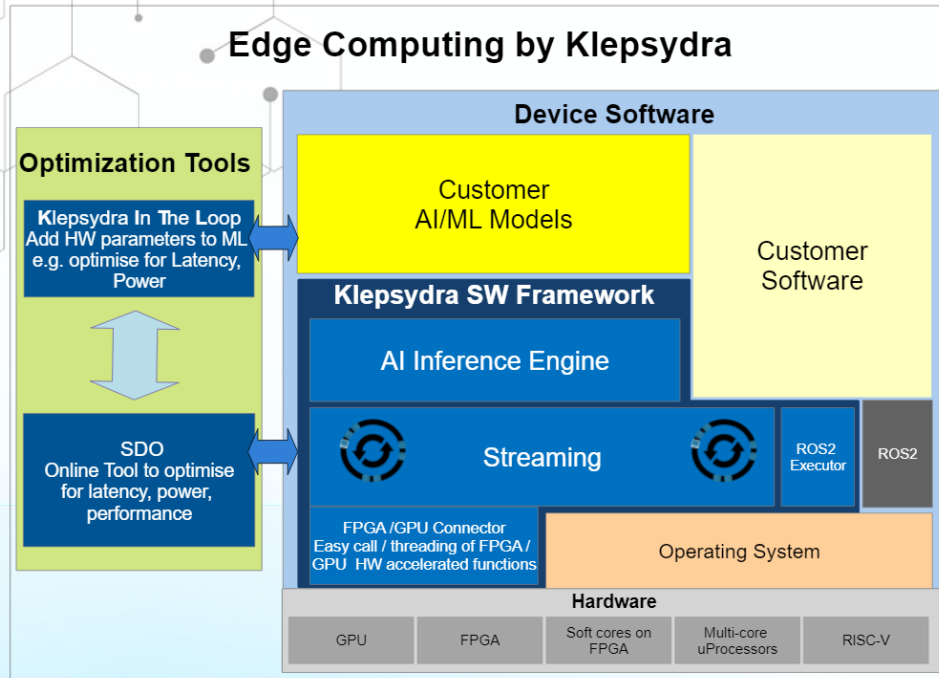 Edge Computing by Klepsydra
Optimization Tools
Klepsydra In The Loop
Add HW parameters to ML
e.g. optimise for Latency,
Power
SDO
Online Tool to optimise
for latency, power,
performance
Device Software
Customer
AI/ML Models
Customer
Software
Klepsydra SW Framework
AI Inference Engine
Streaming
ROS2
Executor
ROS2
FPGA /GPU Connector
Easy call / threading of FPGA /
GPU HW accelerated functions
Operating System
Hardware
GPU
FPGA
Soft cores on
FPGA
Multi-core
uProcessors
RISC-V